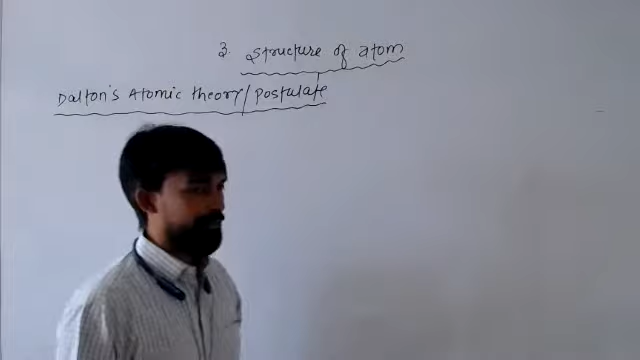 3. Structure of atom
Dalton's Atomic theory/postulate